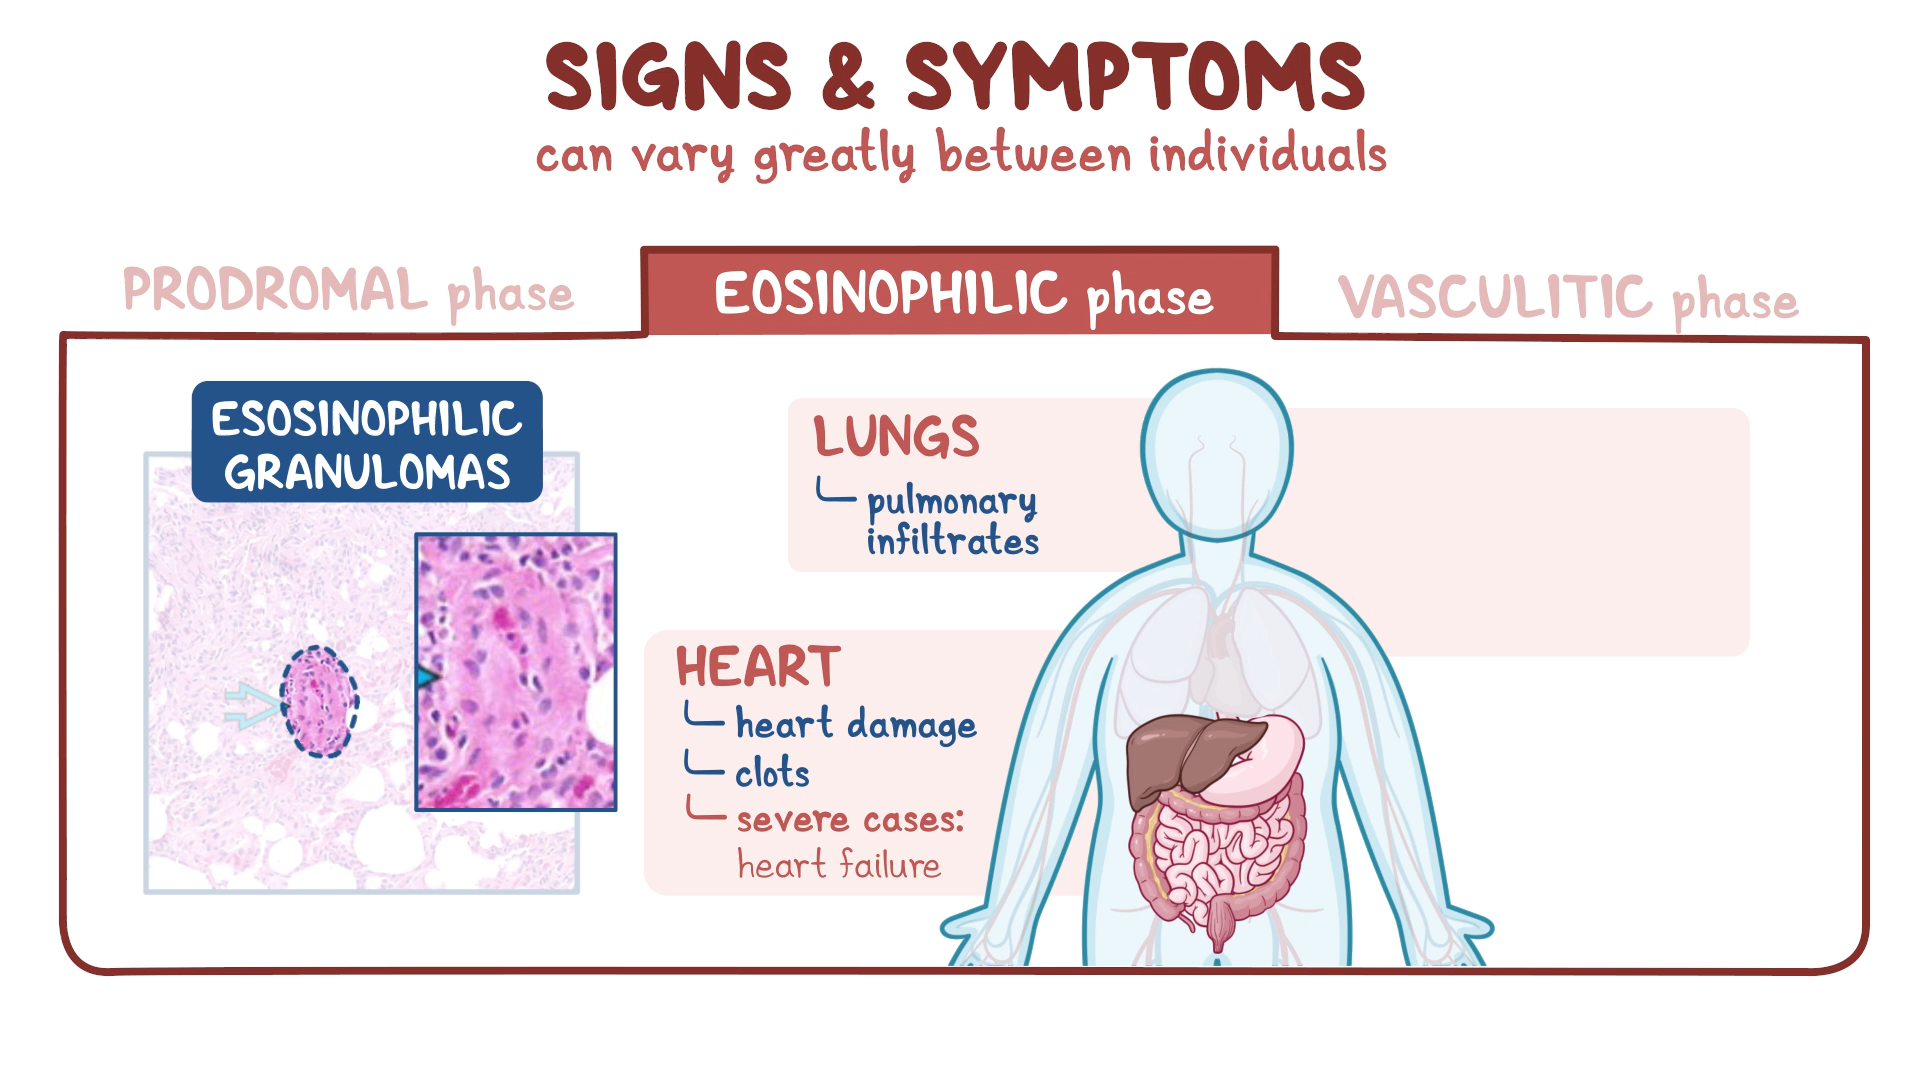 SIGNS & SYMPTOMS
can vary greatly between individuals
PRODROMAL phase
EOSINOPHILIC phase
VASCULITIC phase
ESOSINOPHILIC
GRANULOMAS
LUNGS
pulmonary
infiltrates
HEART
heart damage
clots
severe cases:
heart failure